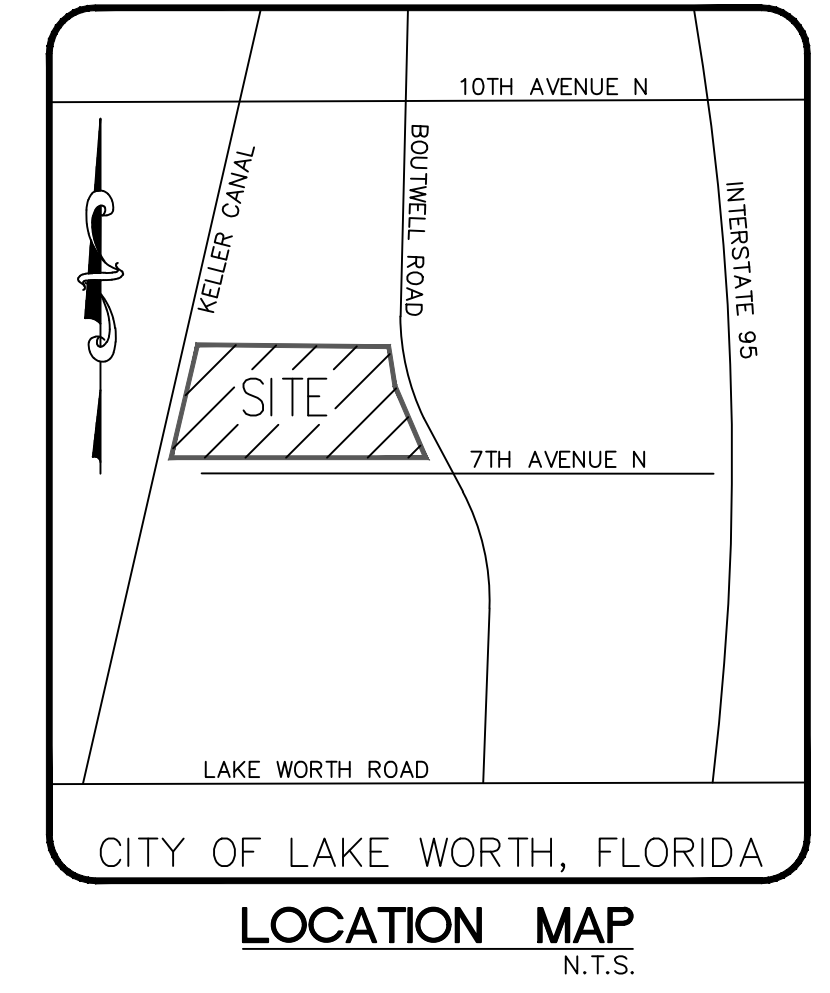 10TH AVENUE N
KELLER CANAL
BOUTWELL ROAD
INTERSTATE 95
SITE
7TH AVENUE N
LAKE WORTH ROAD
CITY OF LAKE WORTH, FLORIDA
LOCATION MAP
N.T.S.